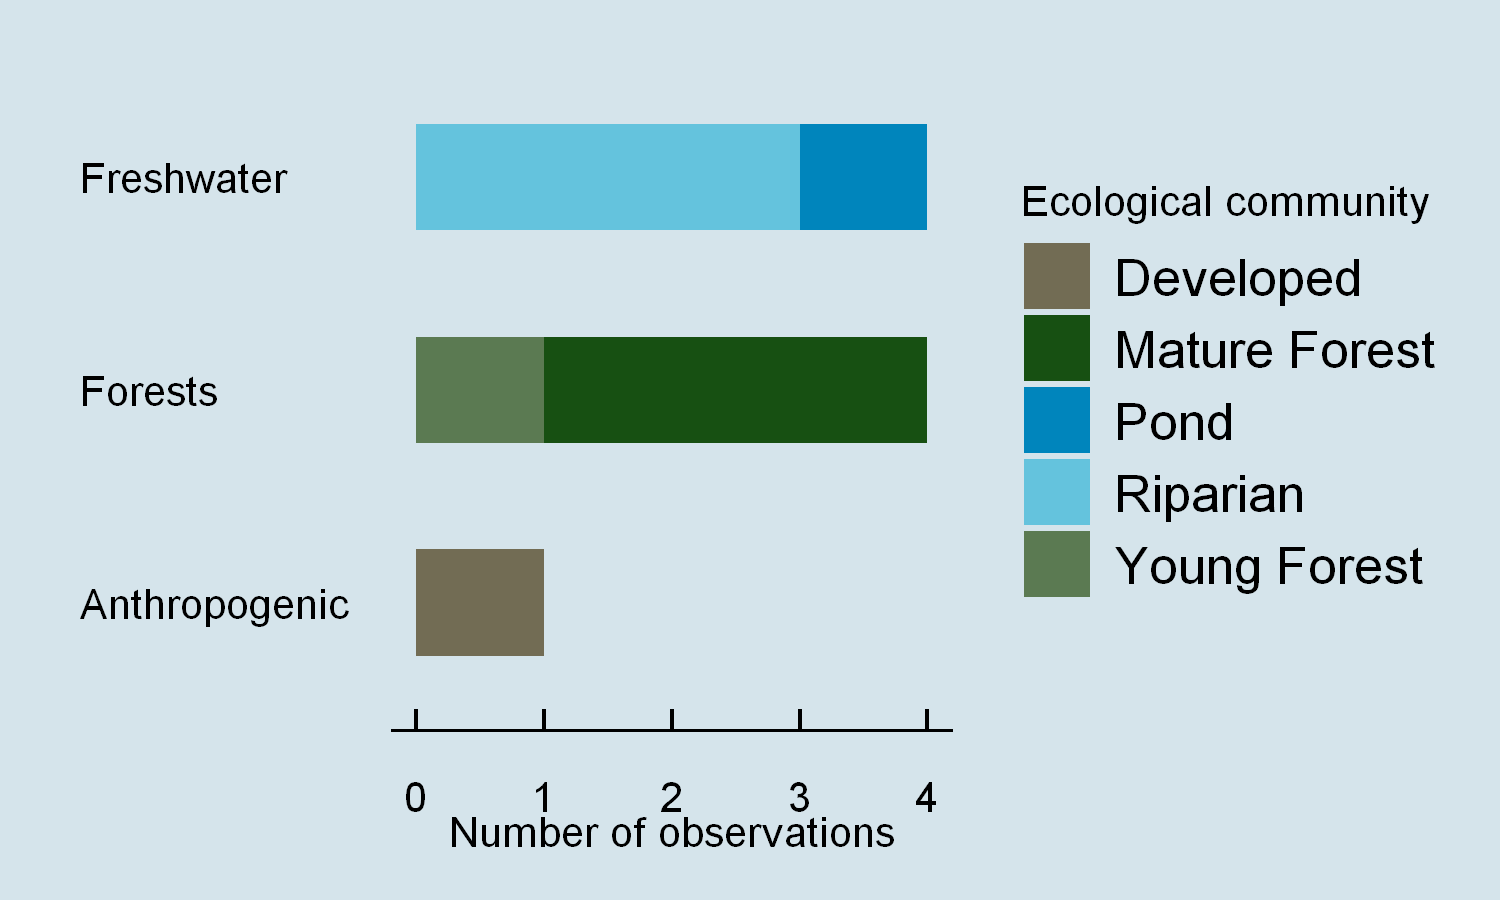 Freshwater
Forests
Anthropogenic
0 1 2 3 4
Number of observations
Ecological community
Developed
Mature Forest
Pond
Riparian
Young Forest